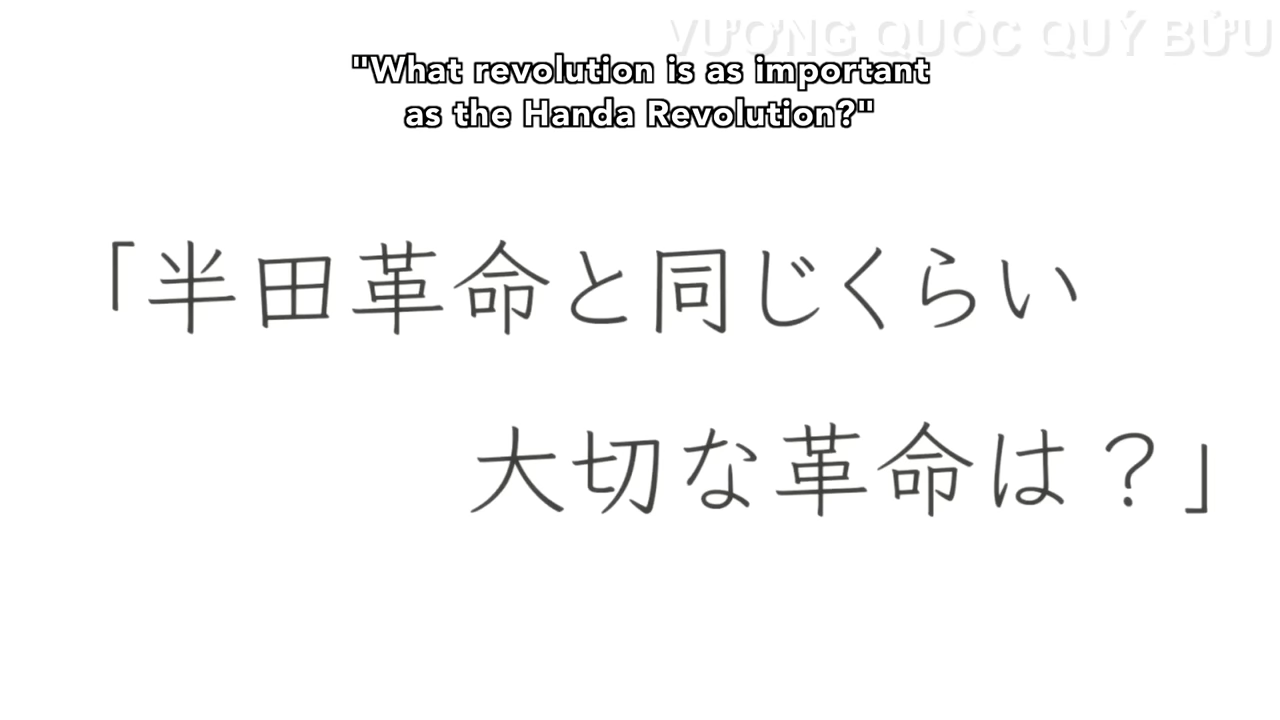 VƯƠNG QUỐC QUÝ BỬU
"What revolution is as important
as the Handa Revolution?"
「半田革命と同じくらい
大切な革命は？」